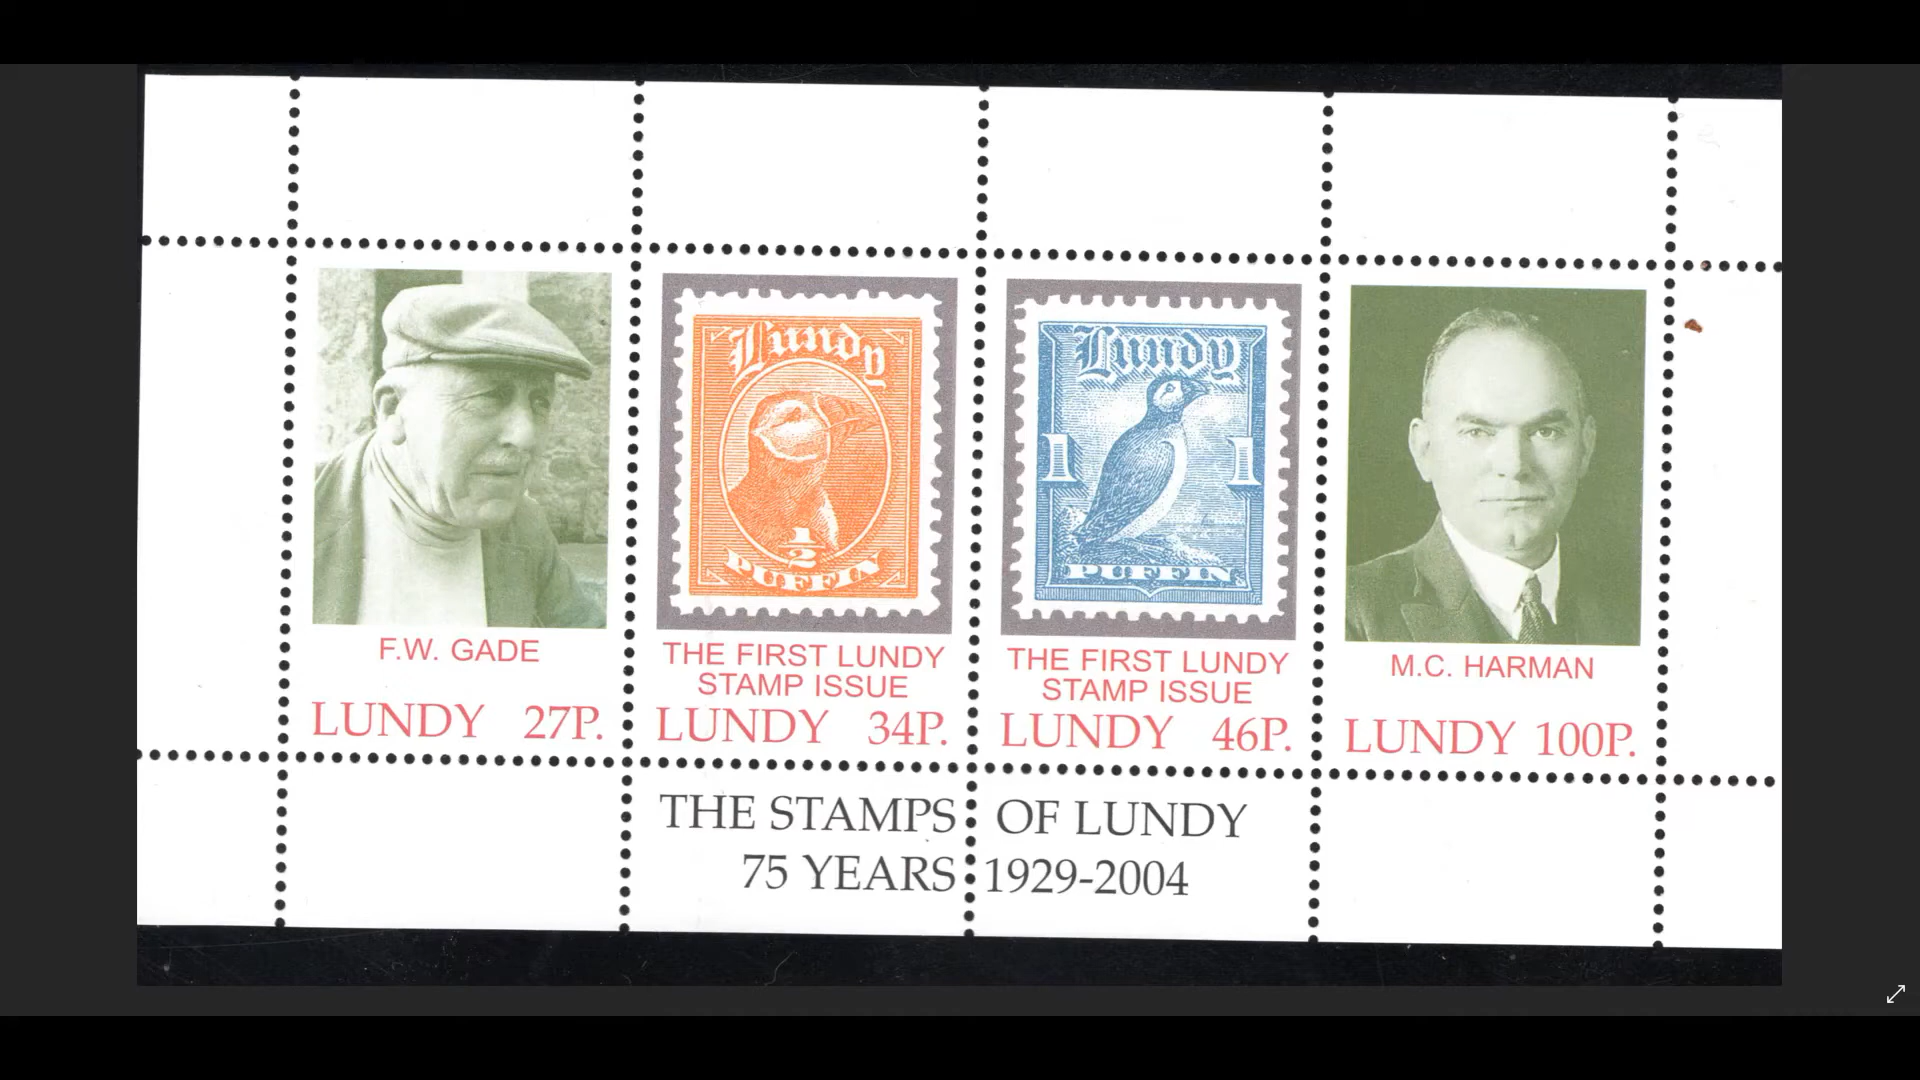 Lundy
1/2
PUFFIN
Lundy
1 1
PUFFIN
F.W. GADE
LUNDY 27P.
THE FIRST LUNDY
STAMP ISSUE
LUNDY 34P.
THE FIRST LUNDY
STAMP ISSUE
LUNDY 46P.
M.C. HARMAN
LUNDY 100P.
THE STAMPS OF LUNDY
75 YEARS 1929-2004